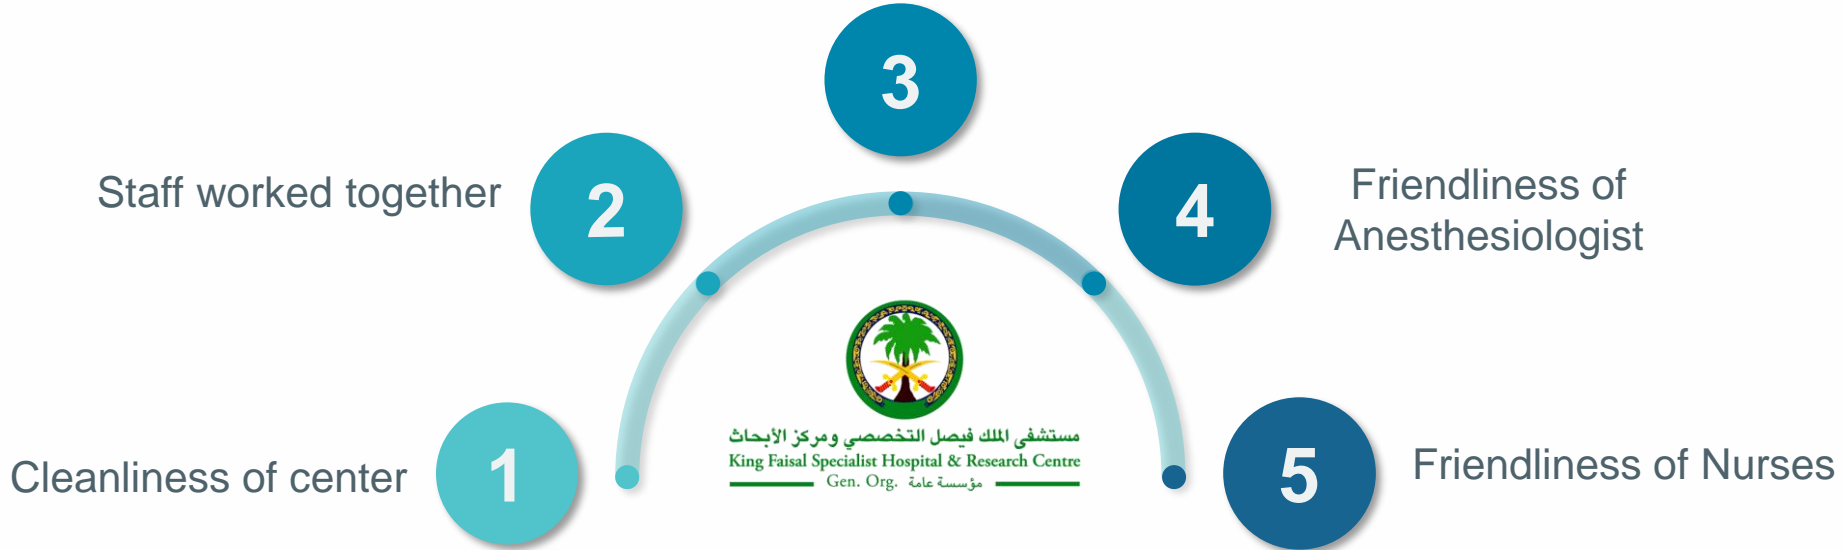 3
Staff worked together
2
4
Friendliness of
Anesthesiologist
مستشفى الملك فيصل التخصصي ومركز الأبحاث
King Faisal Specialist Hospital & Research Centre
Gen. Org. مؤسسة عامة
Cleanliness of center
1
5
Friendliness of Nurses